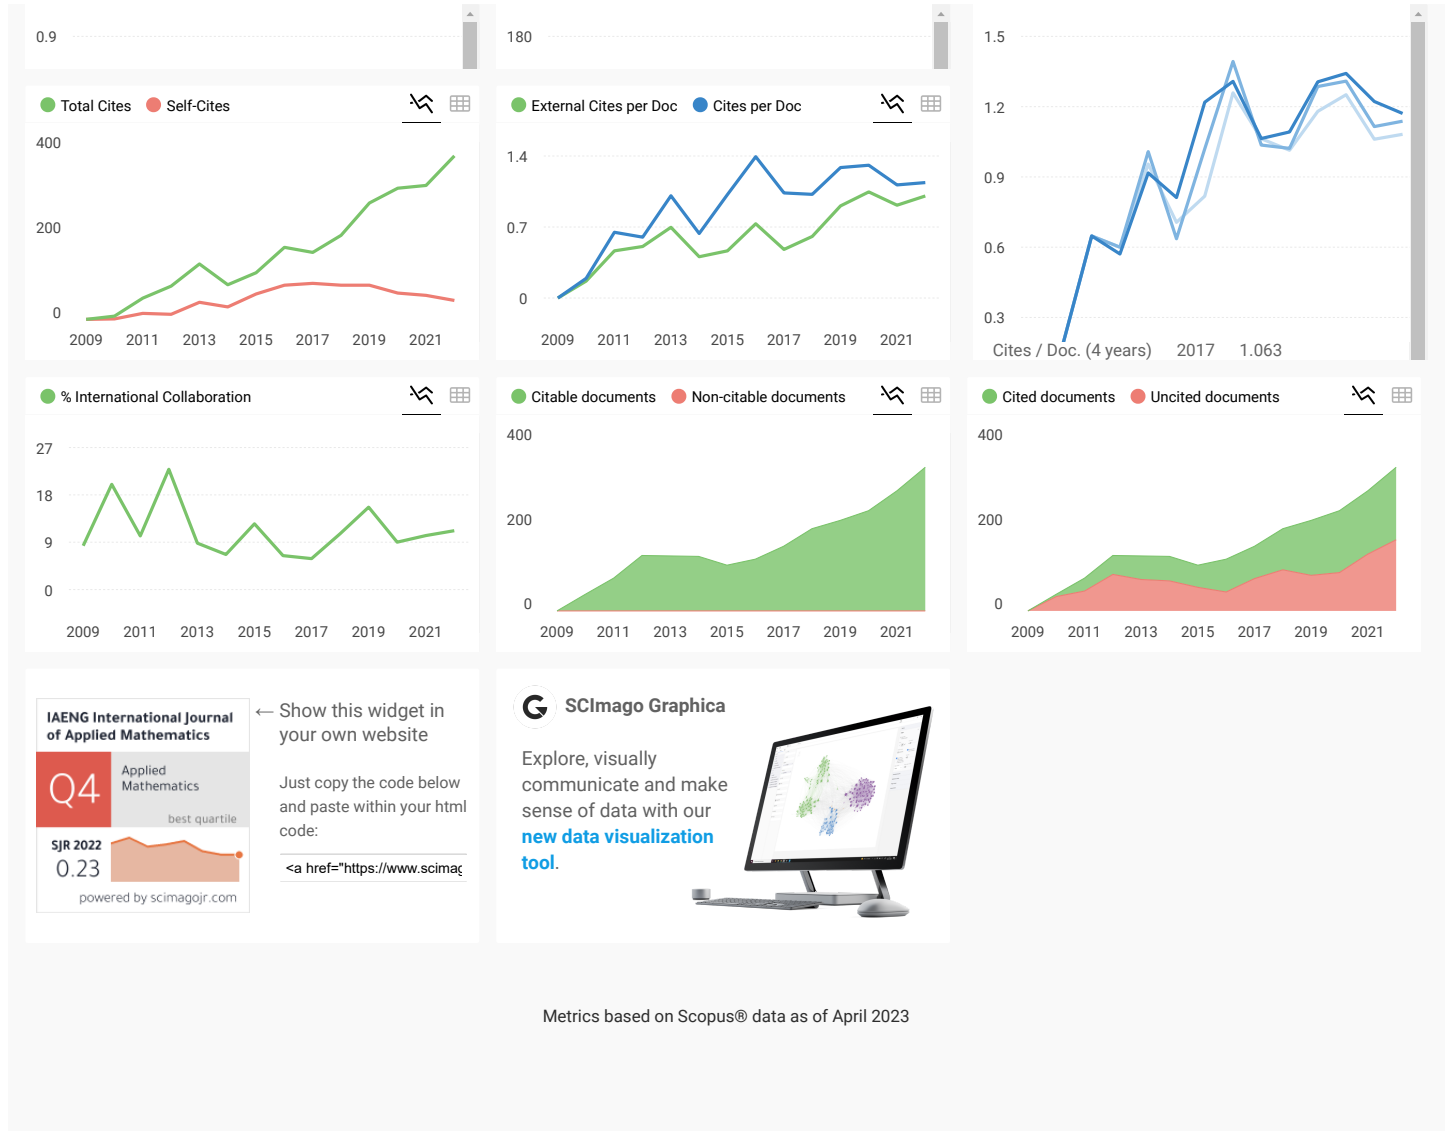 0.9
180
1.5
1.2
0.9
0.6
0.3
Cites / Doc. (4 years) 2017 1.063
Total Cites Self-Cites
400
200
0
2009 2011 2013 2015 2017 2019 2021
External Cites per Doc Cites per Doc
1.4
0.7
0
2009 2011 2013 2015 2017 2019 2021
% International Collaboration
27
18
9
0
2009 2011 2013 2015 2017 2019 2021
Citable documents Non-citable documents
400
200
0
2009 2011 2013 2015 2017 2019 2021
Cited documents Uncited documents
400
200
0
2009 2011 2013 2015 2017 2019 2021
IAENG International Journal
of Applied Mathematics
Q4
Applied
Mathematics
best quartile
SJR 2022
0.23
powered by scimagojr.com
← Show this widget in
your own website
Just copy the code below
and paste within your html
code:
<a href="https://www.scimag
SCImago Graphica
Explore, visually
communicate and make
sense of data with our
new data visualization
tool.
Metrics based on Scopus® data as of April 2023